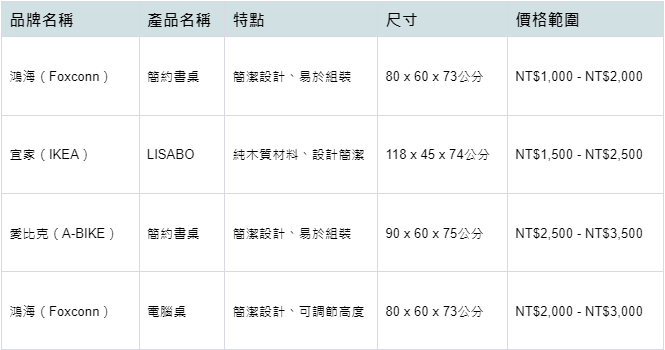 品牌名稱 產品名稱 特點 尺寸 價格範圍
鴻海（Foxconn） 簡約書桌 簡潔設計、易於組裝 80 x 60 x 73公分 NT$1,000 - NT$2,000
宜家（IKEA） LISABO 純木質材料、設計簡潔 118 x 45 x 74公分 NT$1,500 - NT$2,500
愛比克（A-BIKE） 簡約書桌 簡潔設計、易於組裝 90 x 60 x 75公分 NT$2,500 - NT$3,500
鴻海（Foxconn） 電腦桌 簡潔設計、可調節高度 80 x 60 x 73公分 NT$2,000 - NT$3,000